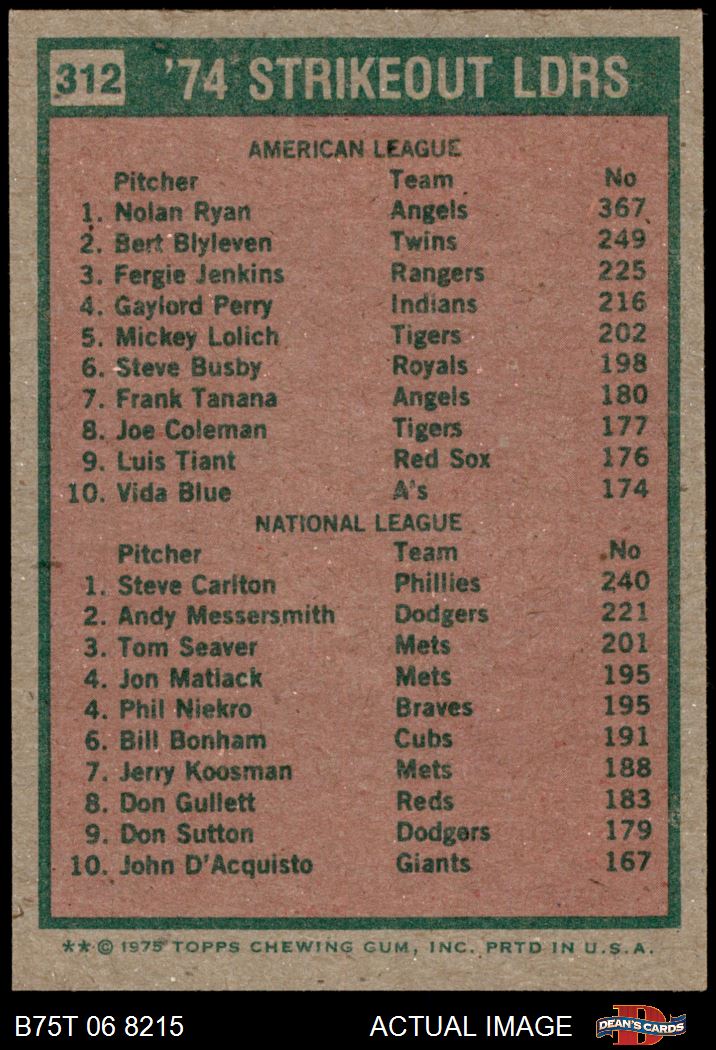 312 '74 STRIKEOUT LDRS
AMERICAN LEAGUE
Pitcher Team No
1. Nolan Ryan Angels 367
2. Bert Blyleven Twins 249
3. Fergie Jenkins Rangers 225
4. Gaylord Perry Indians 216
5. Mickey Lolich Tigers 202
6. Steve Busby Royals 198
7. Frank Tanana Angels 180
8. Joe Coleman Tigers 177
9. Luis Tiant Red Sox 176
10. Vida Blue A's 174
NATIONAL LEAGUE
Pitcher Team No
1. Steve Carlton Phillies 240
2. Andy Messersmith Dodgers 221
3. Tom Seaver Mets 201
4. Jon Matlack Mets 195
4. Phil Niekro Braves 195
6. Bill Bonham Cubs 191
7. Jerry Koosman Mets 188
8. Don Gullett Reds 183
9. Don Sutton Dodgers 179
10. John D'Acquisto Giants 167
**© 1975 TOPPS CHEWING GUM, INC. PRTD IN U.S.A.
B75T 06 8215 ACTUAL IMAGE DEAN'S CARDS